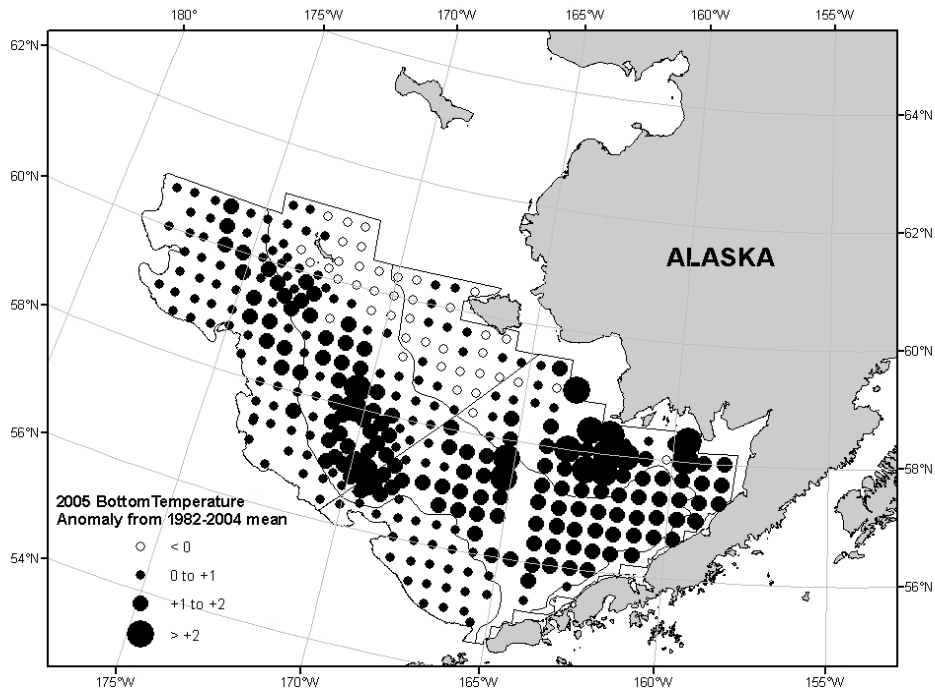 180° 175°W 170°W 165°W 160°W 155°W
62°N
64°N
60°N
62°N
ALASKA
58°N
60°N
56°N
58°N
2005 BottomTemperature
Anomaly from 1982-2004 mean
< 0
54°N
0 to +1
56°N
+1 to +2
> +2
175°W 170°W 165°W 160°W 155°W